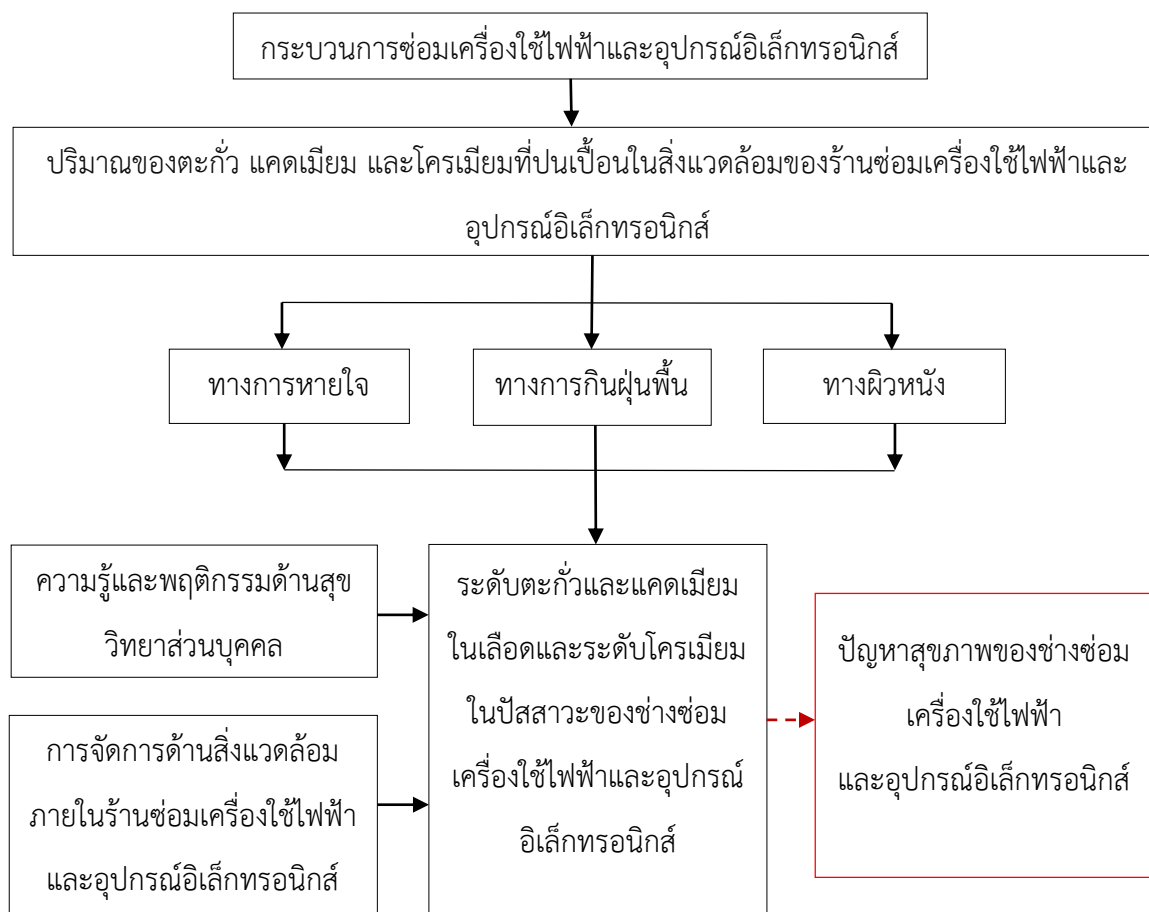 กระบวนการซ่อมเครื่องใช้ไฟฟ้าและอุปกรณ์อิเล็กทรอนิกส์
ปริมาณของตะกั่ว แคดเมียม และโครเมียมที่ปนเปื้อนในสิ่งแวดล้อมของร้านซ่อมเครื่องใช้ไฟฟ้าและ
อุปกรณ์อิเล็กทรอนิกส์
ทางการหายใจ
ทางการกินฝุ่นพื้น
ทางผิวหนัง
ความรู้และพฤติกรรมด้านสุข
วิทยาส่วนบุคคล
การจัดการด้านสิ่งแวดล้อม
ภายในร้านซ่อมเครื่องใช้ไฟฟ้า
และอุปกรณ์อิเล็กทรอนิกส์
ระดับตะกั่วและแคดเมียม
ในเลือดและระดับโครเมียม
ในปัสสาวะของช่างซ่อม
เครื่องใช้ไฟฟ้าและอุปกรณ์
อิเล็กทรอนิกส์
ปัญหาสุขภาพของช่างซ่อม
เครื่องใช้ไฟฟ้า
และอุปกรณ์อิเล็กทรอนิกส์